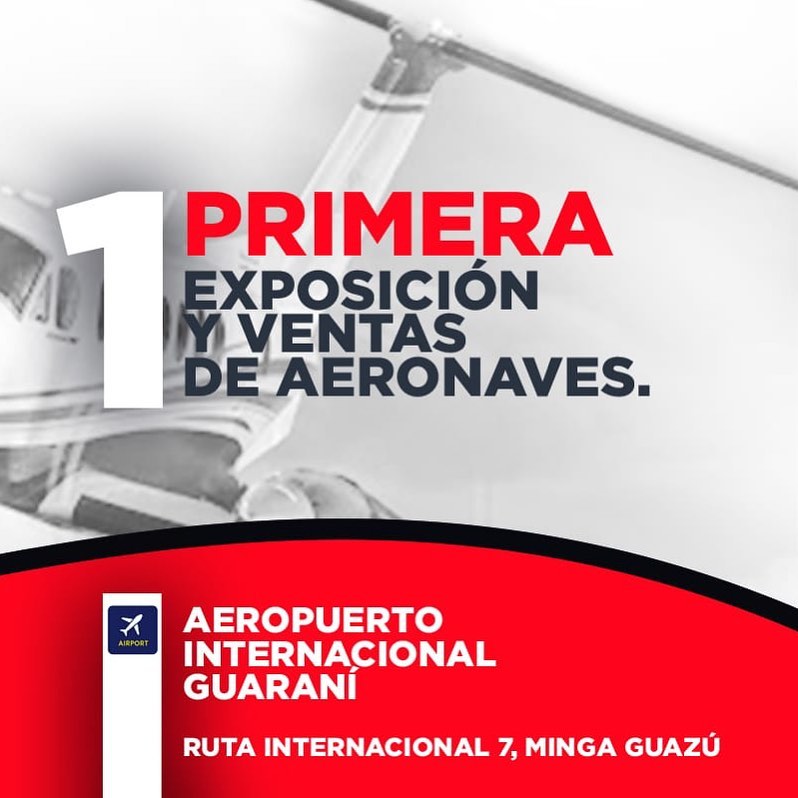 1
PRIMERA
EXPOSICIÓN
Y VENTAS
DE AERONAVES.
AIRPORT
AEROPUERTO
INTERNACIONAL
GUARANÍ
RUTA INTERNACIONAL 7, MINGA GUAZÚ